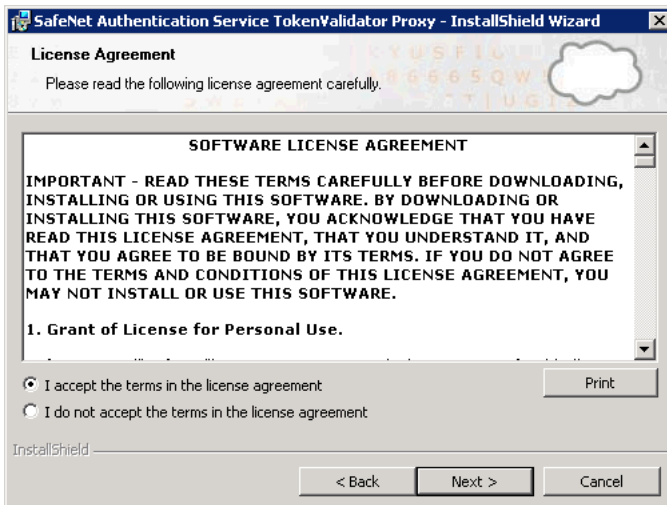 SafeNet Authentication Service TokenValidator Proxy - InstallShield Wizard
License Agreement
Please read the following license agreement carefully.
SOFTWARE LICENSE AGREEMENT
IMPORTANT - READ THESE TERMS CAREFULLY BEFORE DOWNLOADING,
INSTALLING OR USING THIS SOFTWARE. BY DOWNLOADING OR
INSTALLING THIS SOFTWARE, YOU ACKNOWLEDGE THAT YOU HAVE
READ THIS LICENSE AGREEMENT, THAT YOU UNDERSTAND IT, AND
THAT YOU AGREE TO BE BOUND BY ITS TERMS. IF YOU DO NOT AGREE
TO THE TERMS AND CONDITIONS OF THIS LICENSE AGREEMENT, YOU
MAY NOT INSTALL OR USE THIS SOFTWARE.
1. Grant of License for Personal Use.
I accept the terms in the license agreement
Print
I do not accept the terms in the license agreement
InstallShield
< Back
Next >
Cancel